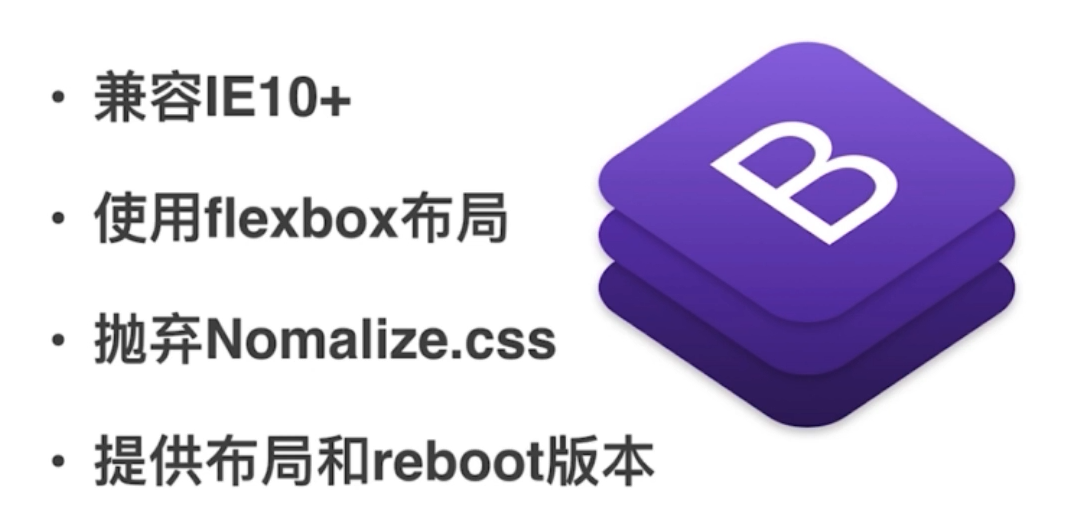 • 兼容IE10+
• 使用flexbox布局
• 抛弃Nomalize.css
• 提供布局和reboot版本
B